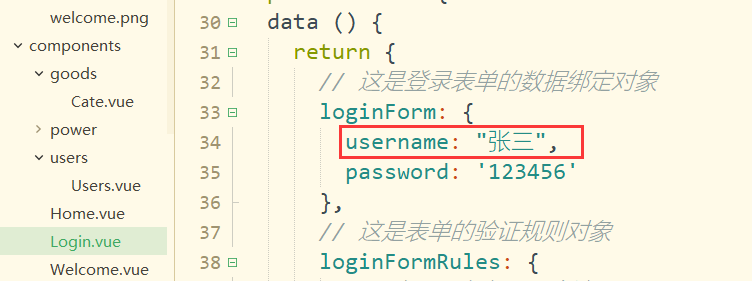 welcome.png
components
goods
Cate.vue
power
users
Users.vue
Home.vue
Login.vue
Welcome.vue
30 data () {
31 return {
32 // 这是登录表单的数据绑定对象
33 loginForm: {
34 username: "张三",
35 password: '123456'
36 },
37 // 这是表单的验证规则对象
38 loginFormRules: {